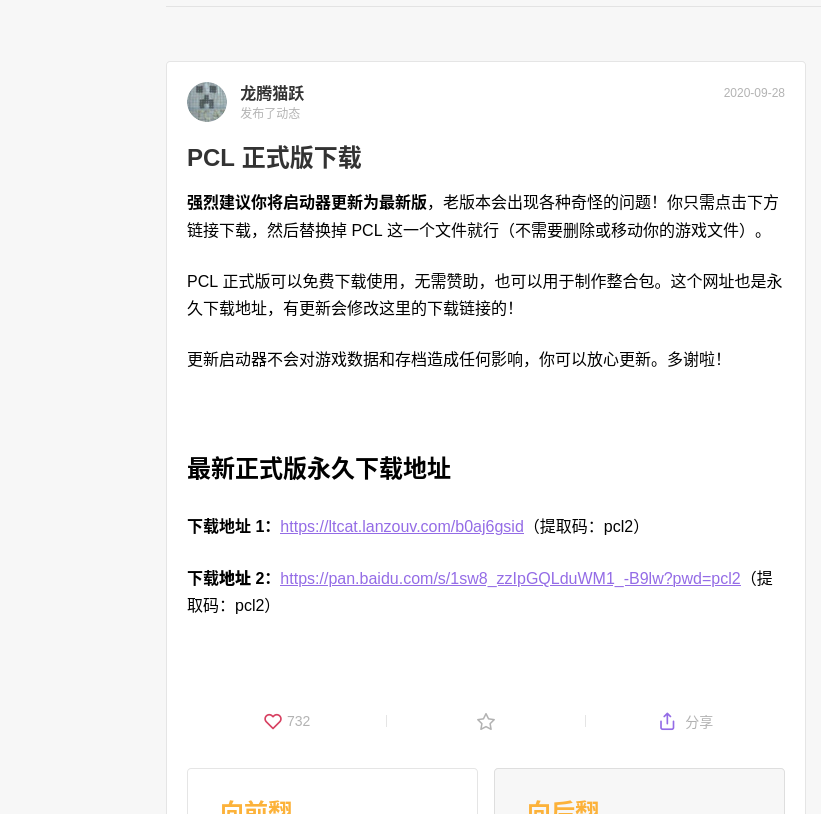 龙腾猫跃
2020-09-28
发布了动态
PCL 正式版下载
强烈建议你将启动器更新为最新版，老版本会出现各种奇怪的问题！你只需点击下方
链接下载，然后替换掉 PCL 这一个文件就行（不需要删除或移动你的游戏文件）。
PCL 正式版可以免费下载使用，无需赞助，也可以用于制作整合包。这个网址也是永
久下载地址，有更新会修改这里的下载链接的！
更新启动器不会对游戏数据和存档造成任何影响，你可以放心更新。多谢啦！
最新正式版永久下载地址
下载地址 1：https://ltcat.lanzouv.com/b0aj6gsid（提取码：pcl2）
下载地址 2：https://pan.baidu.com/s/1sw8_zzIpGQLduWM1_-B9lw?pwd=pcl2（提
取码：pcl2）
732
分享
向前翻
向后翻